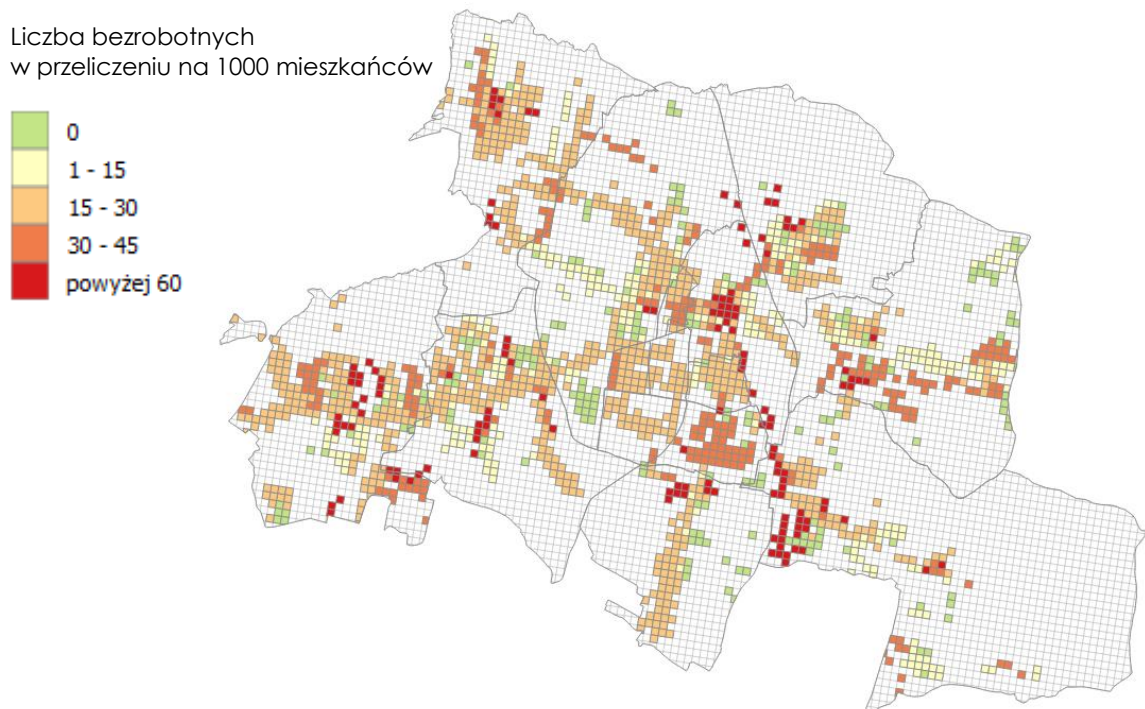 Liczba bezrobotnych
w przeliczeniu na 1000 mieszkańców
0
1 - 15
15 - 30
30 - 45
powyżej 60